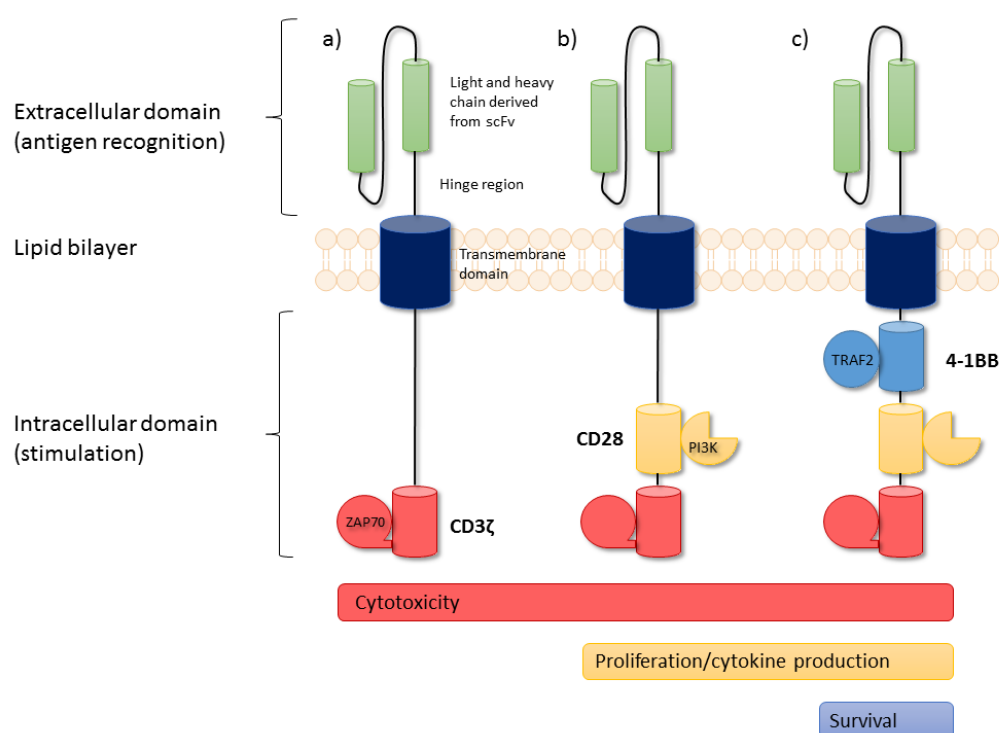 a)
b)
c)
Extracellular domain
(antigen recognition)
Light and heavy
chain derived
from scFv
Hinge region
Lipid bilayer
Transmembrane
domain
TRAF2
4-1BB
Intracellular domain
(stimulation)
CD28
PI3K
ZAP70
CD3ζ
Cytotoxicity
Proliferation/cytokine production
Survival